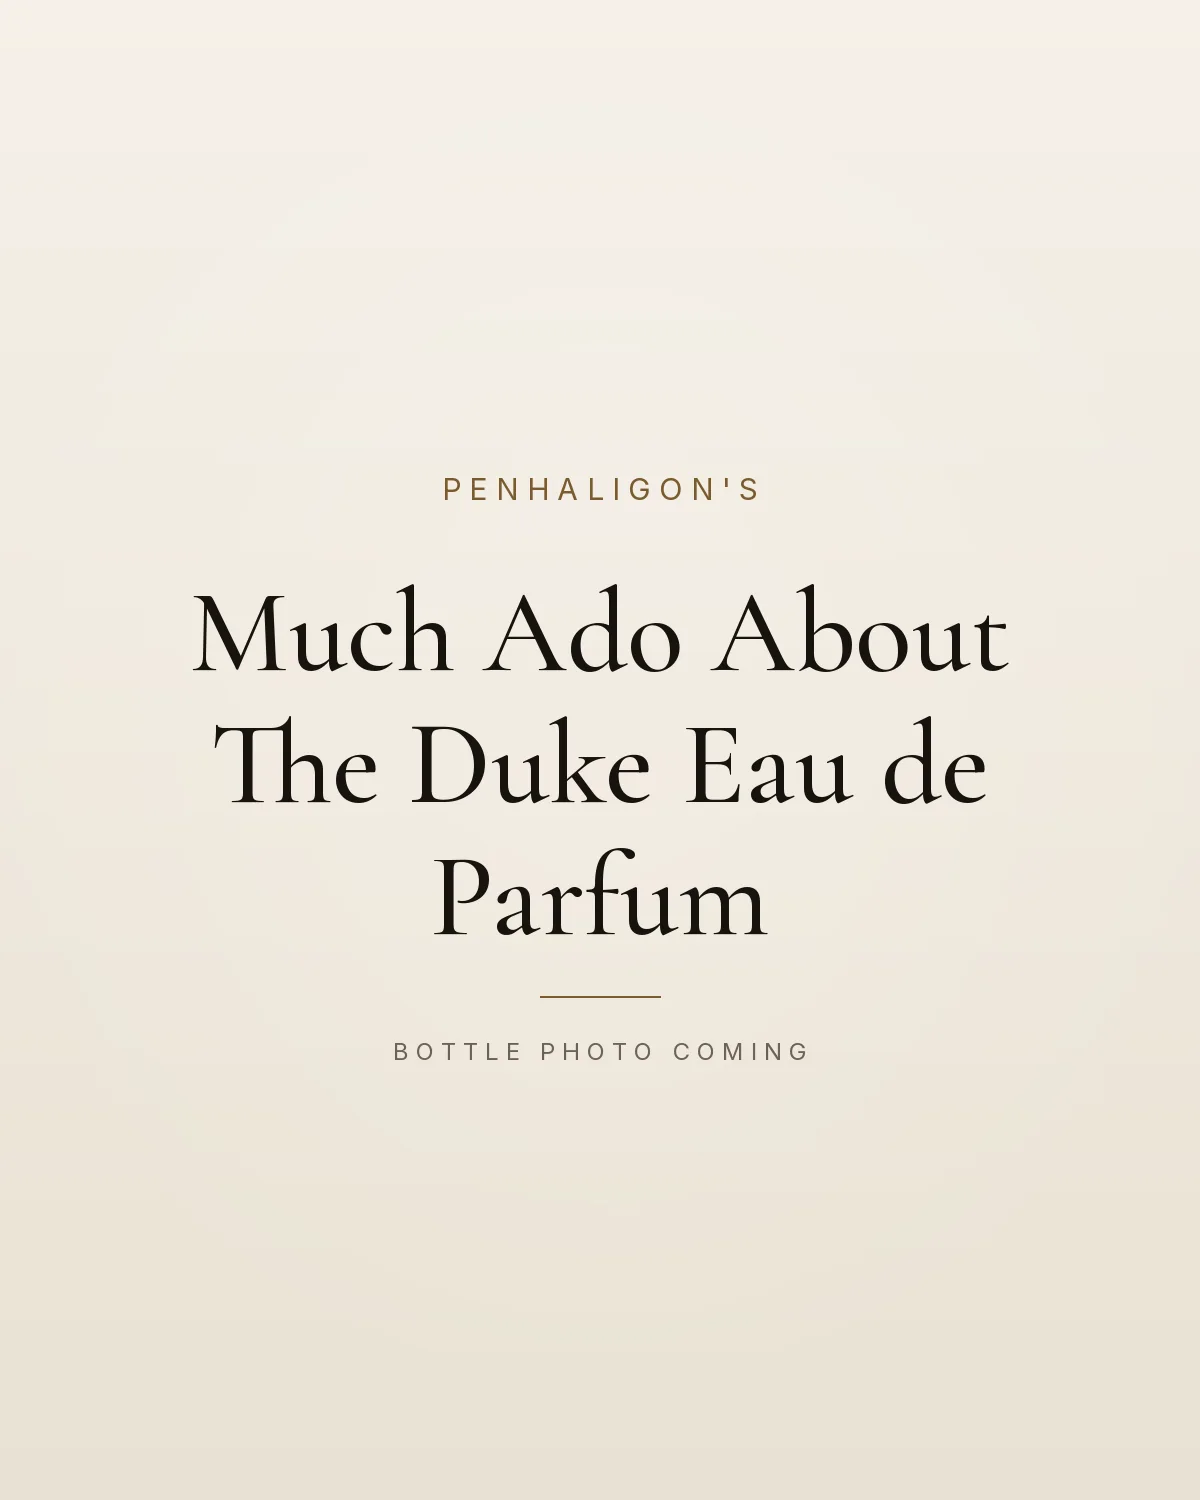 PENHALIGON'S
Much Ado About
The Duke Eau de
Parfum
BOTTLE PHOTO COMING